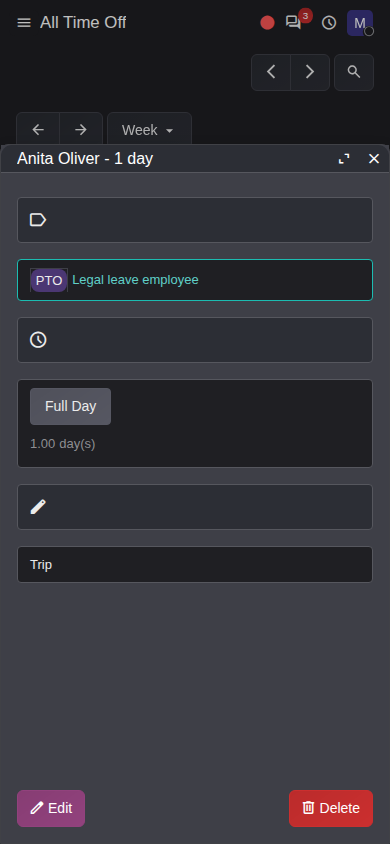 All Time Off
3
M
Week
Anita Oliver - 1 day
PTO Legal leave employee
Full Day
1.00 day(s)
Trip
Edit
Delete